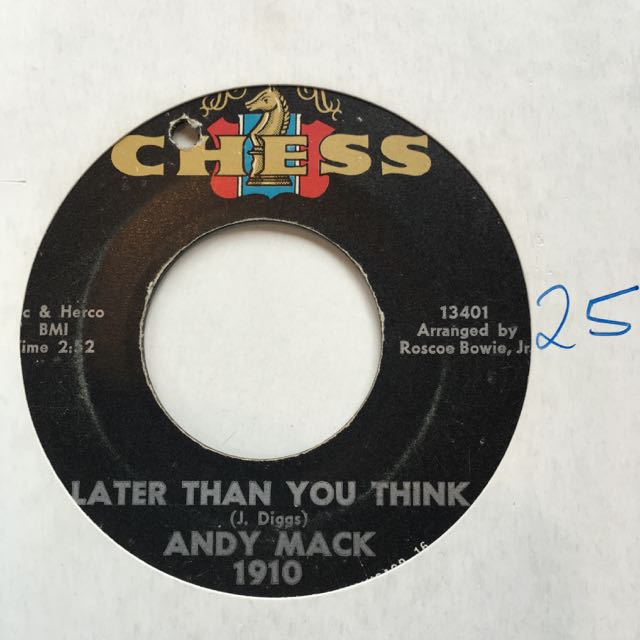 CHESS
c & Herco
BMI
ime 2:52
13401
Arranged by
Roscoe Bowie, Jr.
25
LATER THAN YOU THINK
(J. Diggs)
ANDY MACK
1910